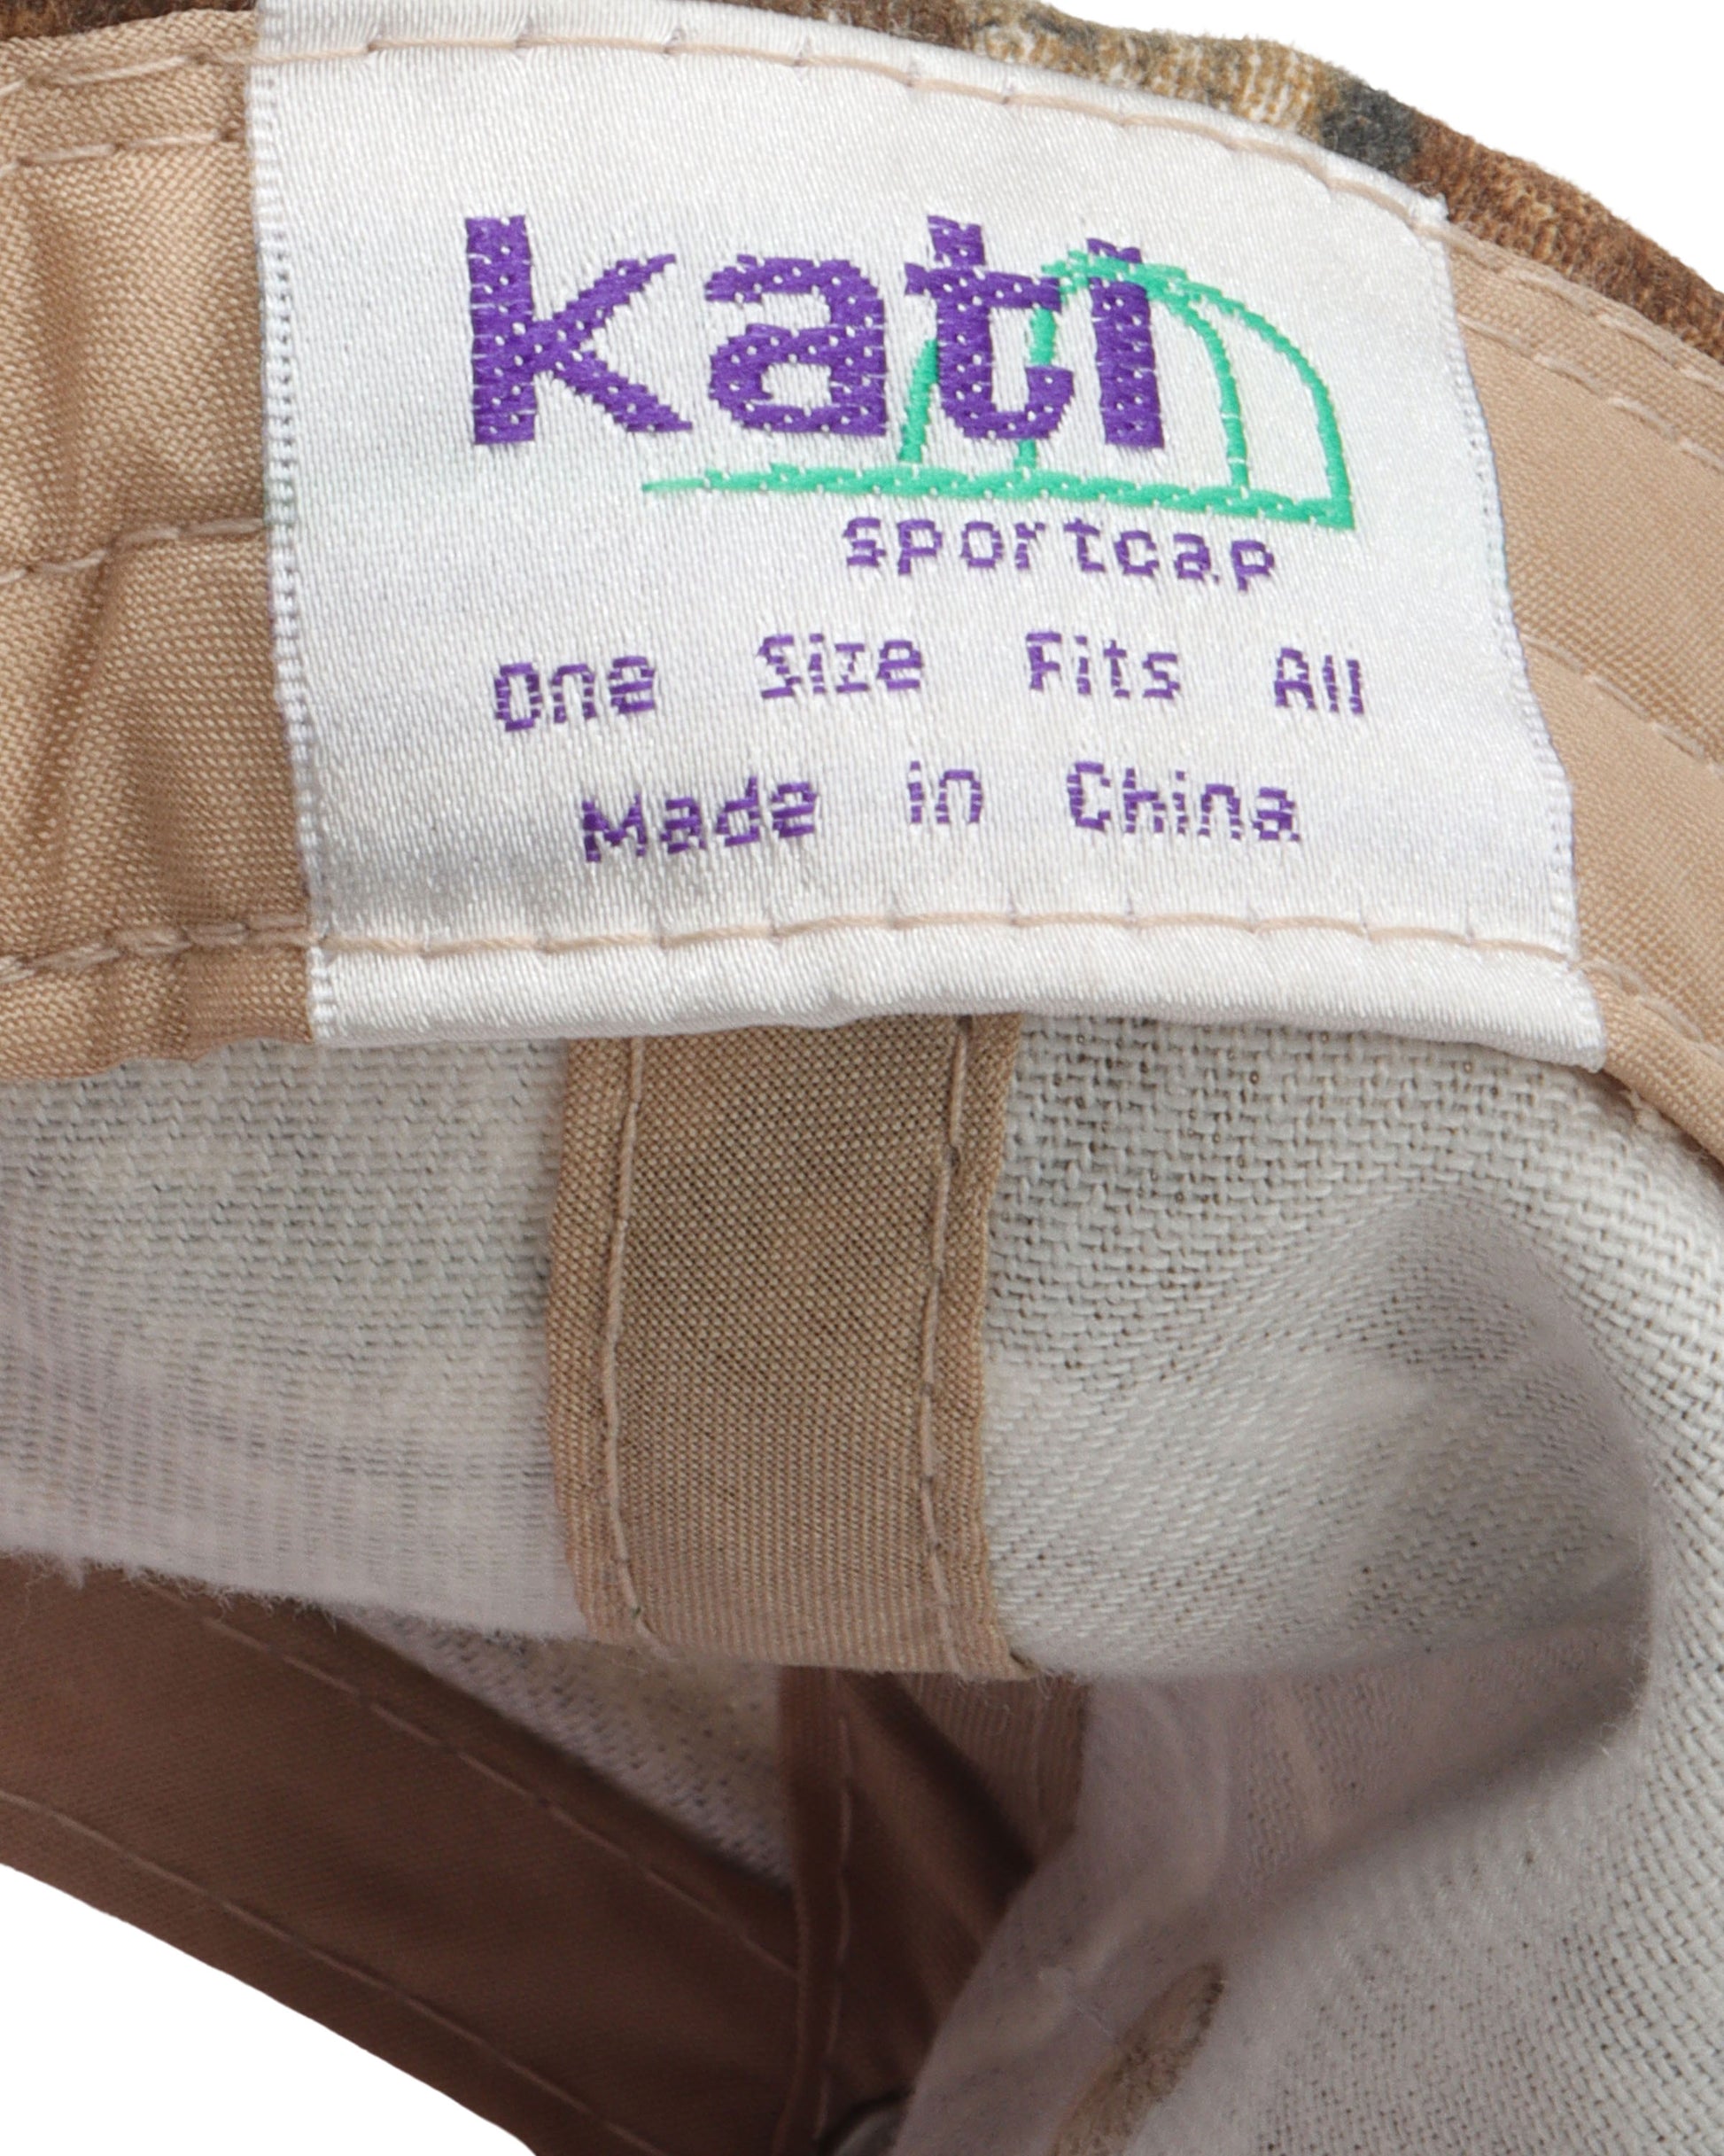 kati
sportcap
One Size Fits All
Made in China